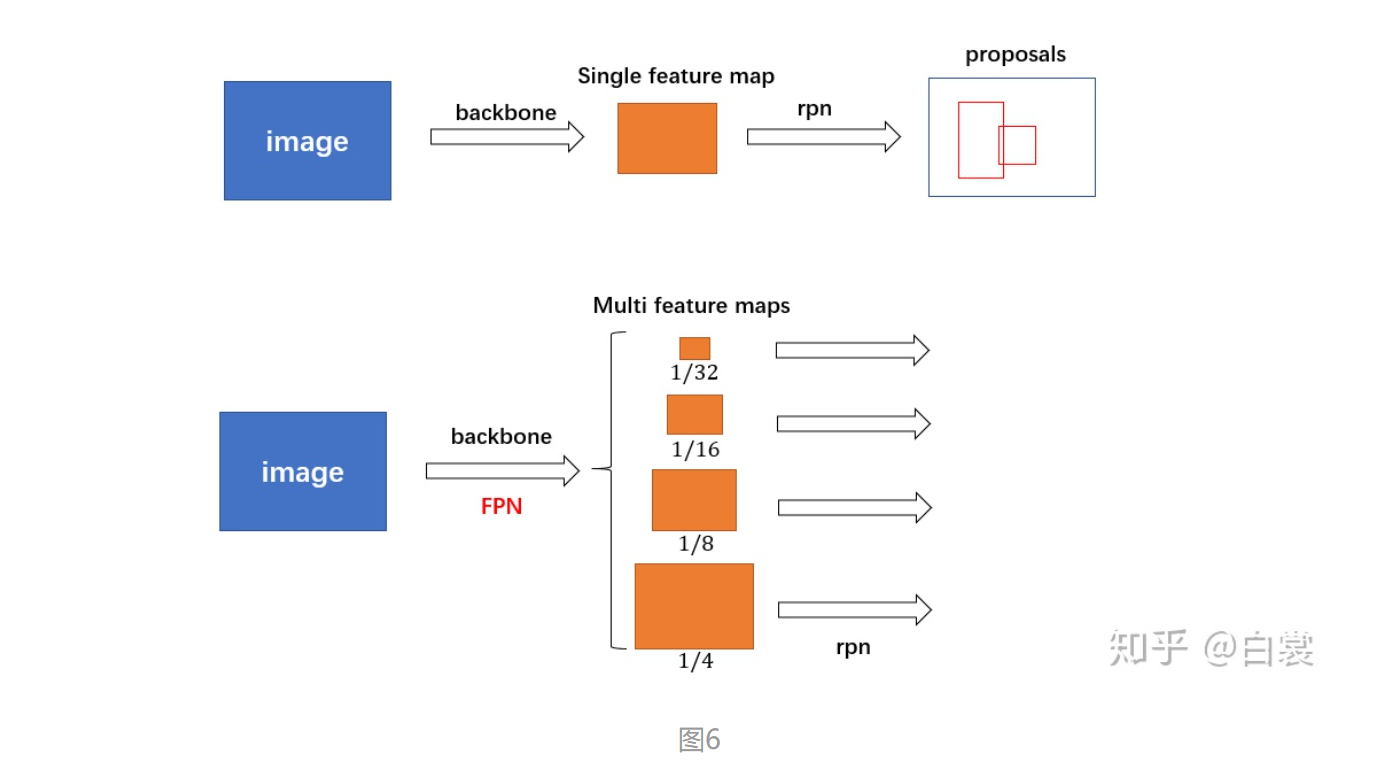 proposals
Single feature map
backbone
rpn
image
Multi feature maps
1/32
1/16
backbone
image
FPN
1/8
rpn
1/4
知乎 @白裳
图6